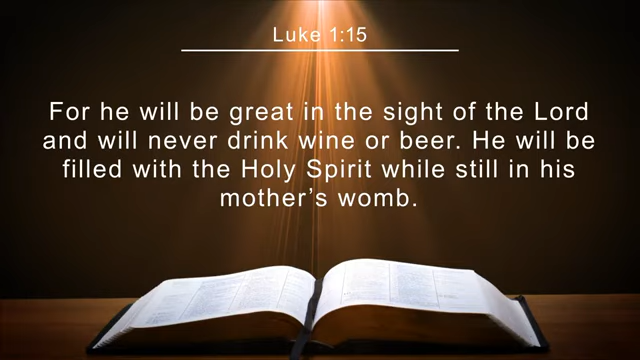 Luke 1:15
For he will be great in the sight of the Lord
and will never drink wine or beer. He will be
filled with the Holy Spirit while still in his
mother’s womb.